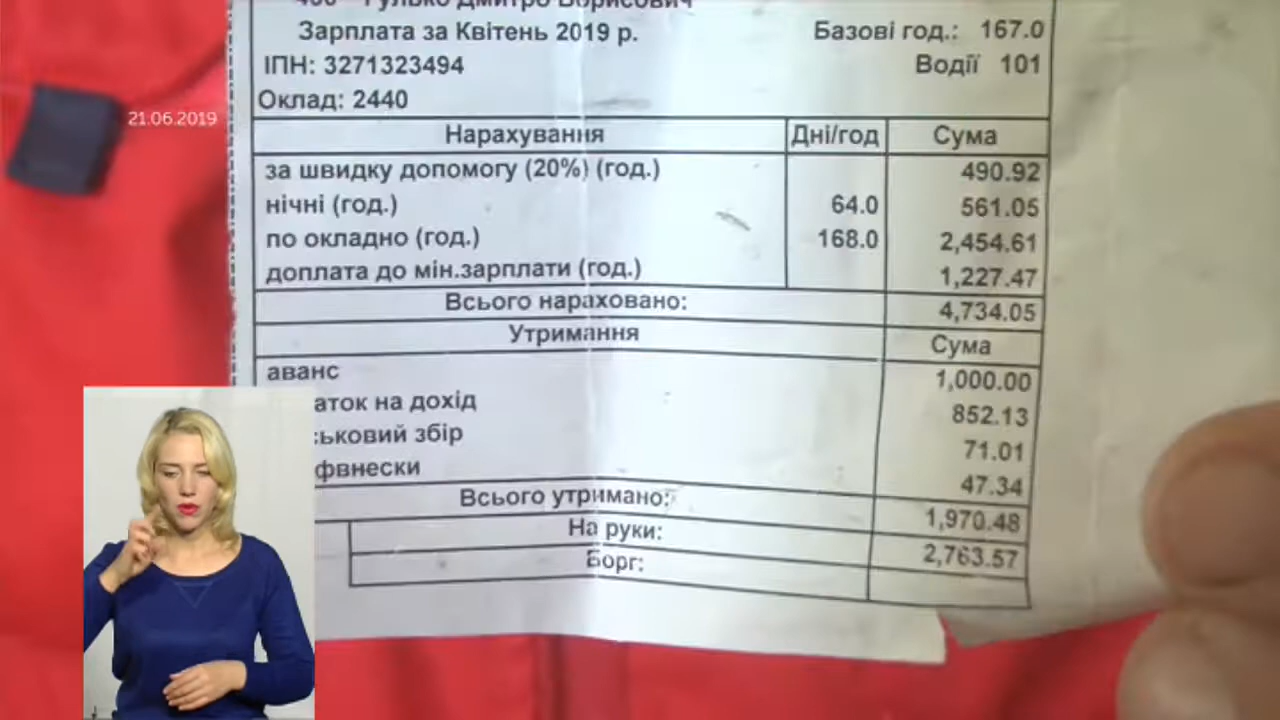 Гулько Дмитро Борисович
Зарплата за Квітень 2019 р. Базові год.: 167.0
ІПН: 3271323494 Водії 101
Оклад: 2440
21.06.2019
Нарахування Дні/год Сума
за швидку допомогу (20%) (год.) 490.92
нічні (год.) 64.0 561.05
по окладно (год.) 168.0 2,454.61
доплата до мін.зарплати (год.) 1,227.47
Всього нараховано: 4,734.05
Утримання Сума
аванс 1,000.00
аток на дохід 852.13
ськовий збір 71.01
фвнески 47.34
Всього утримано: 1,970.48
На руки: 2,763.57
Борг: